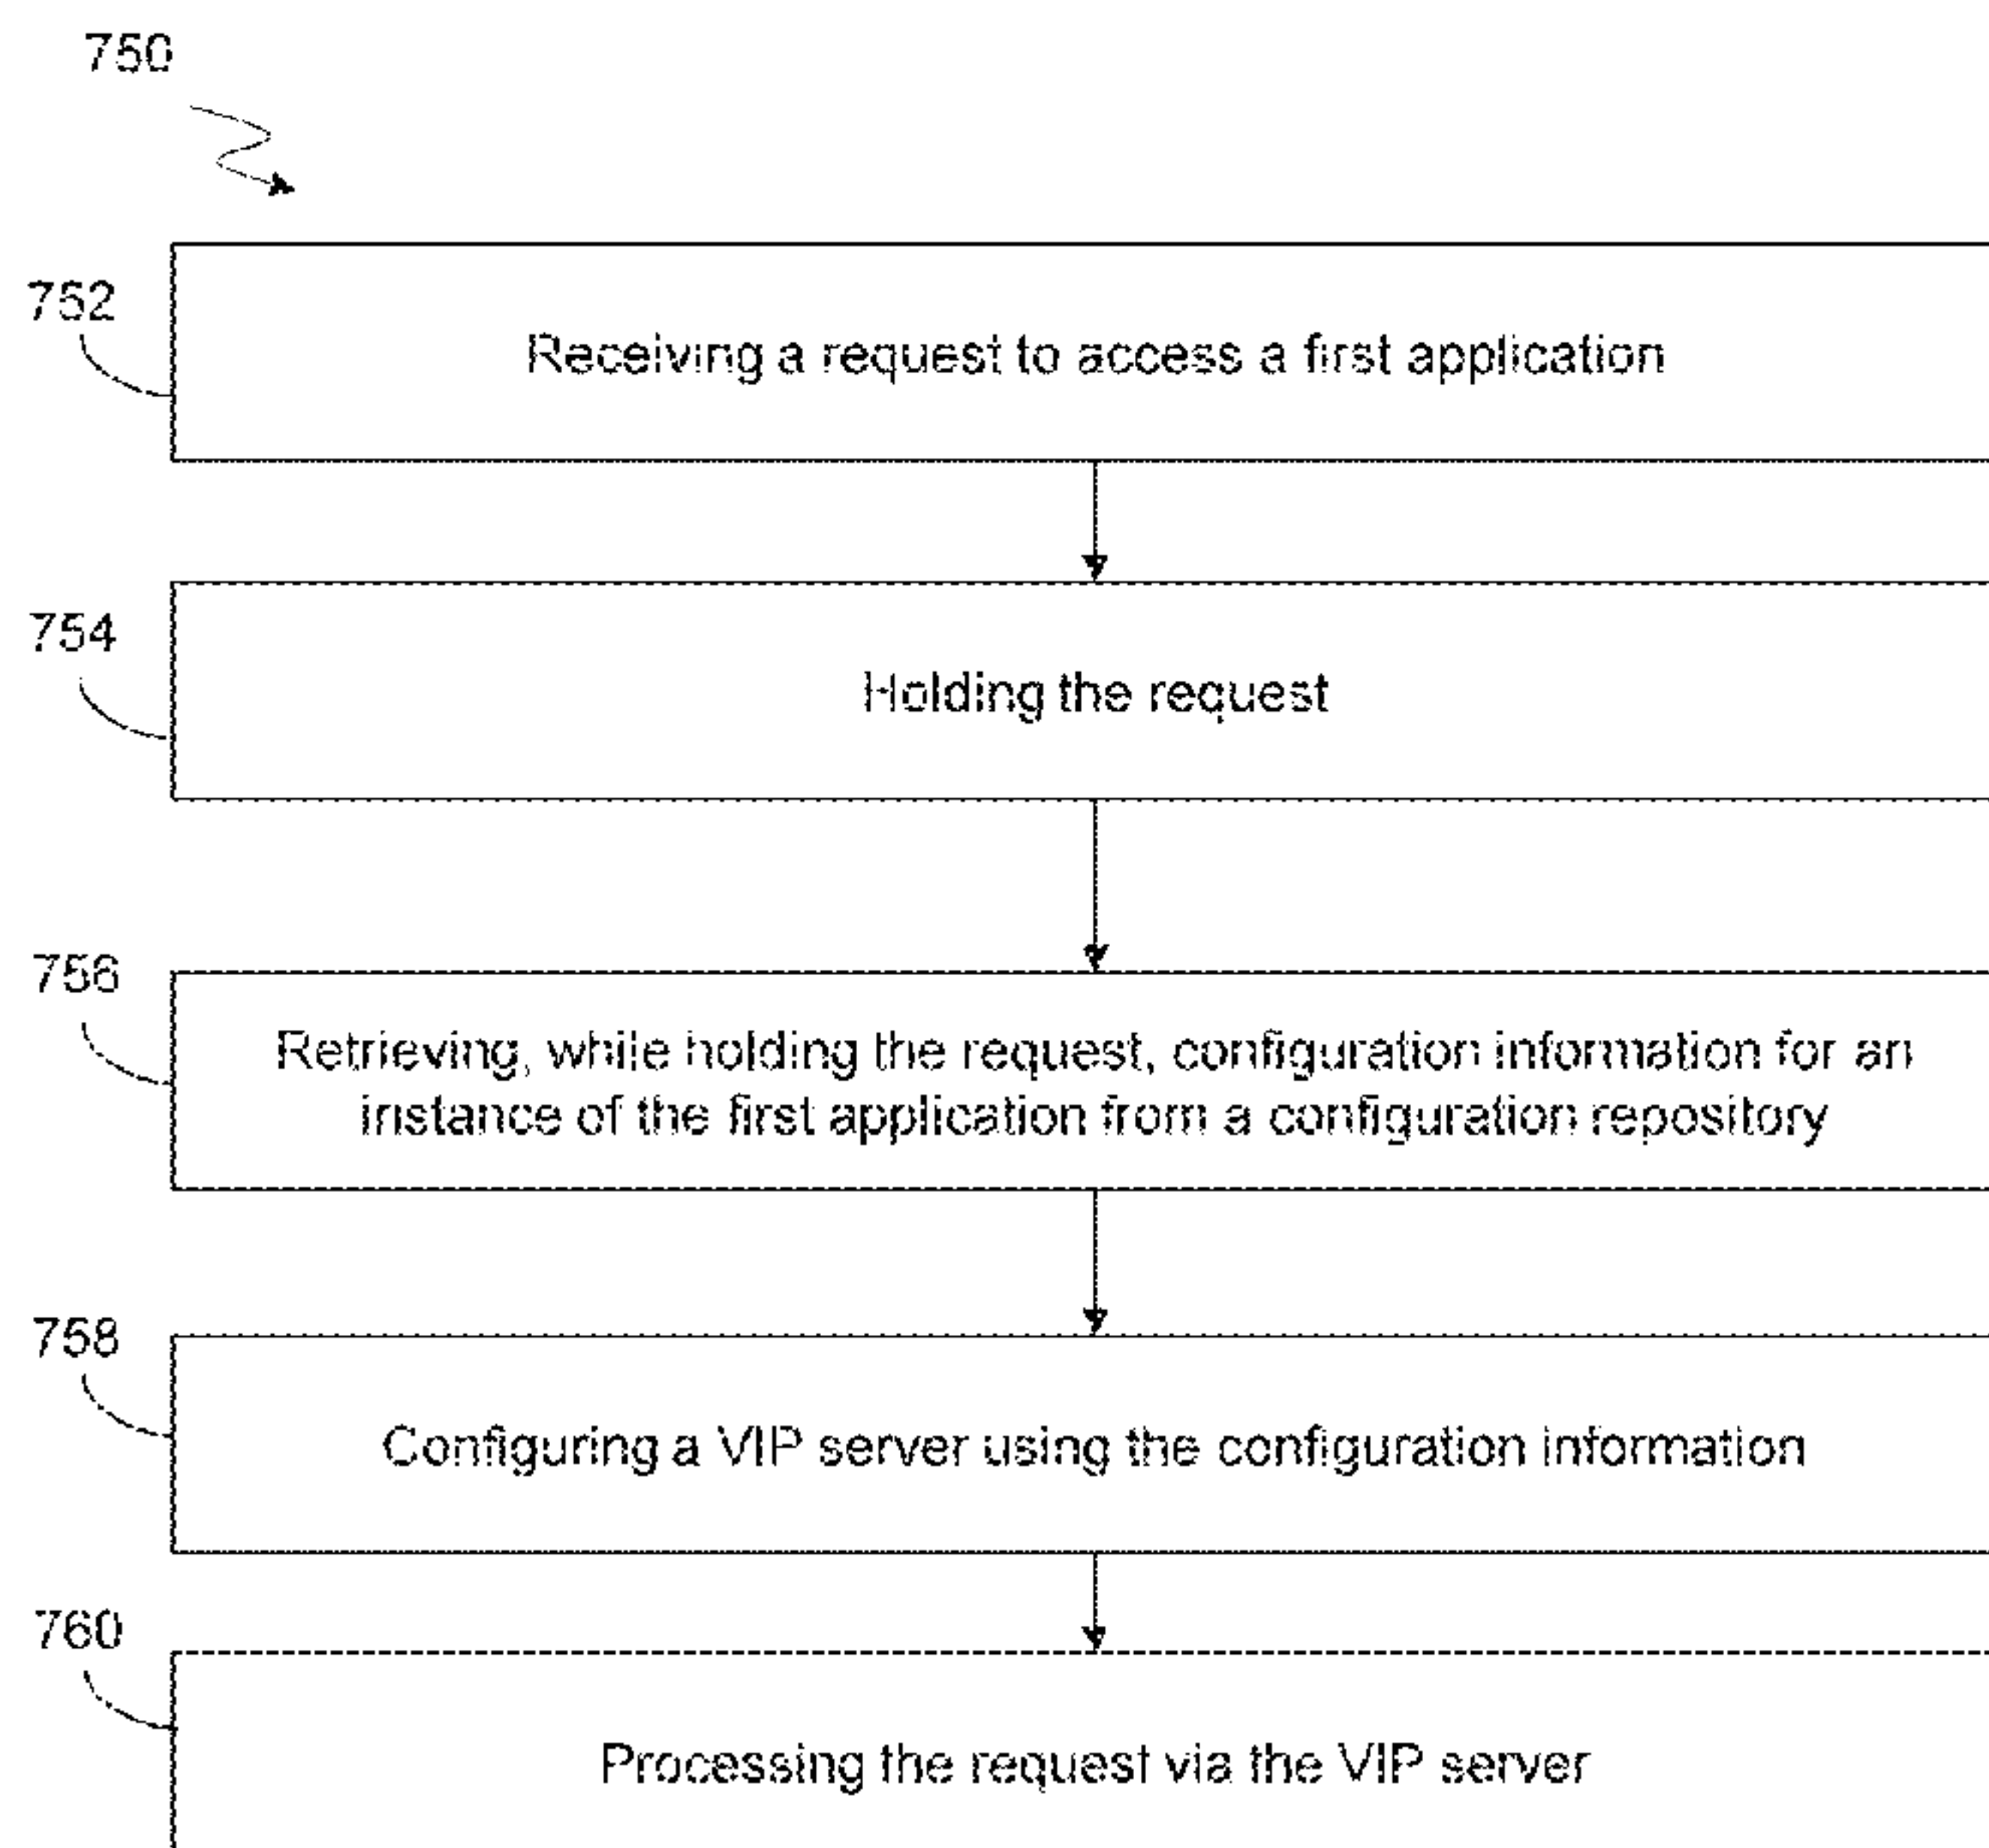 750
752
Receiving a request to access a first application
754
Holding the request
756
Retrieving, while holding the request, configuration information for an
instance of the first application from a configuration repository
758
Configuring a VIP server using the configuration information
760
Processing the request via the VIP server